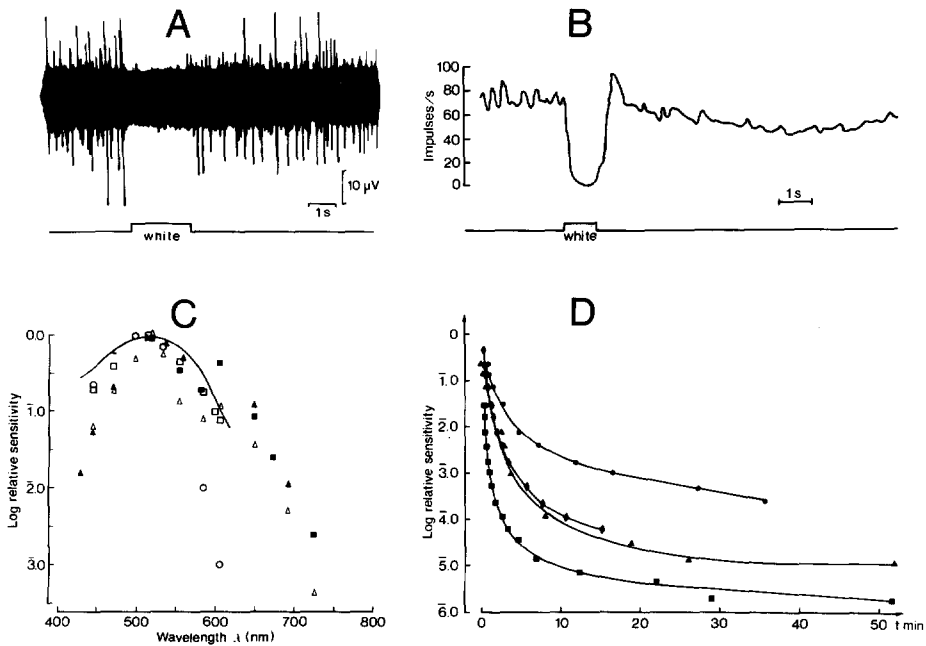 A
10 µV
1s
white
B
Impulses/s
100
80
60
40
20
0
1s
white
C
Log relative sensitivity
0.0
1̄.0
2.0
3̄.0
400
500
600
700
800
Wavelength λ (nm)
D
Log relative sensitivity
0
1̄.0
2̄.0
3.0
4̄.0
5̄.0
6.0
0
10
20
30
40
50
t min